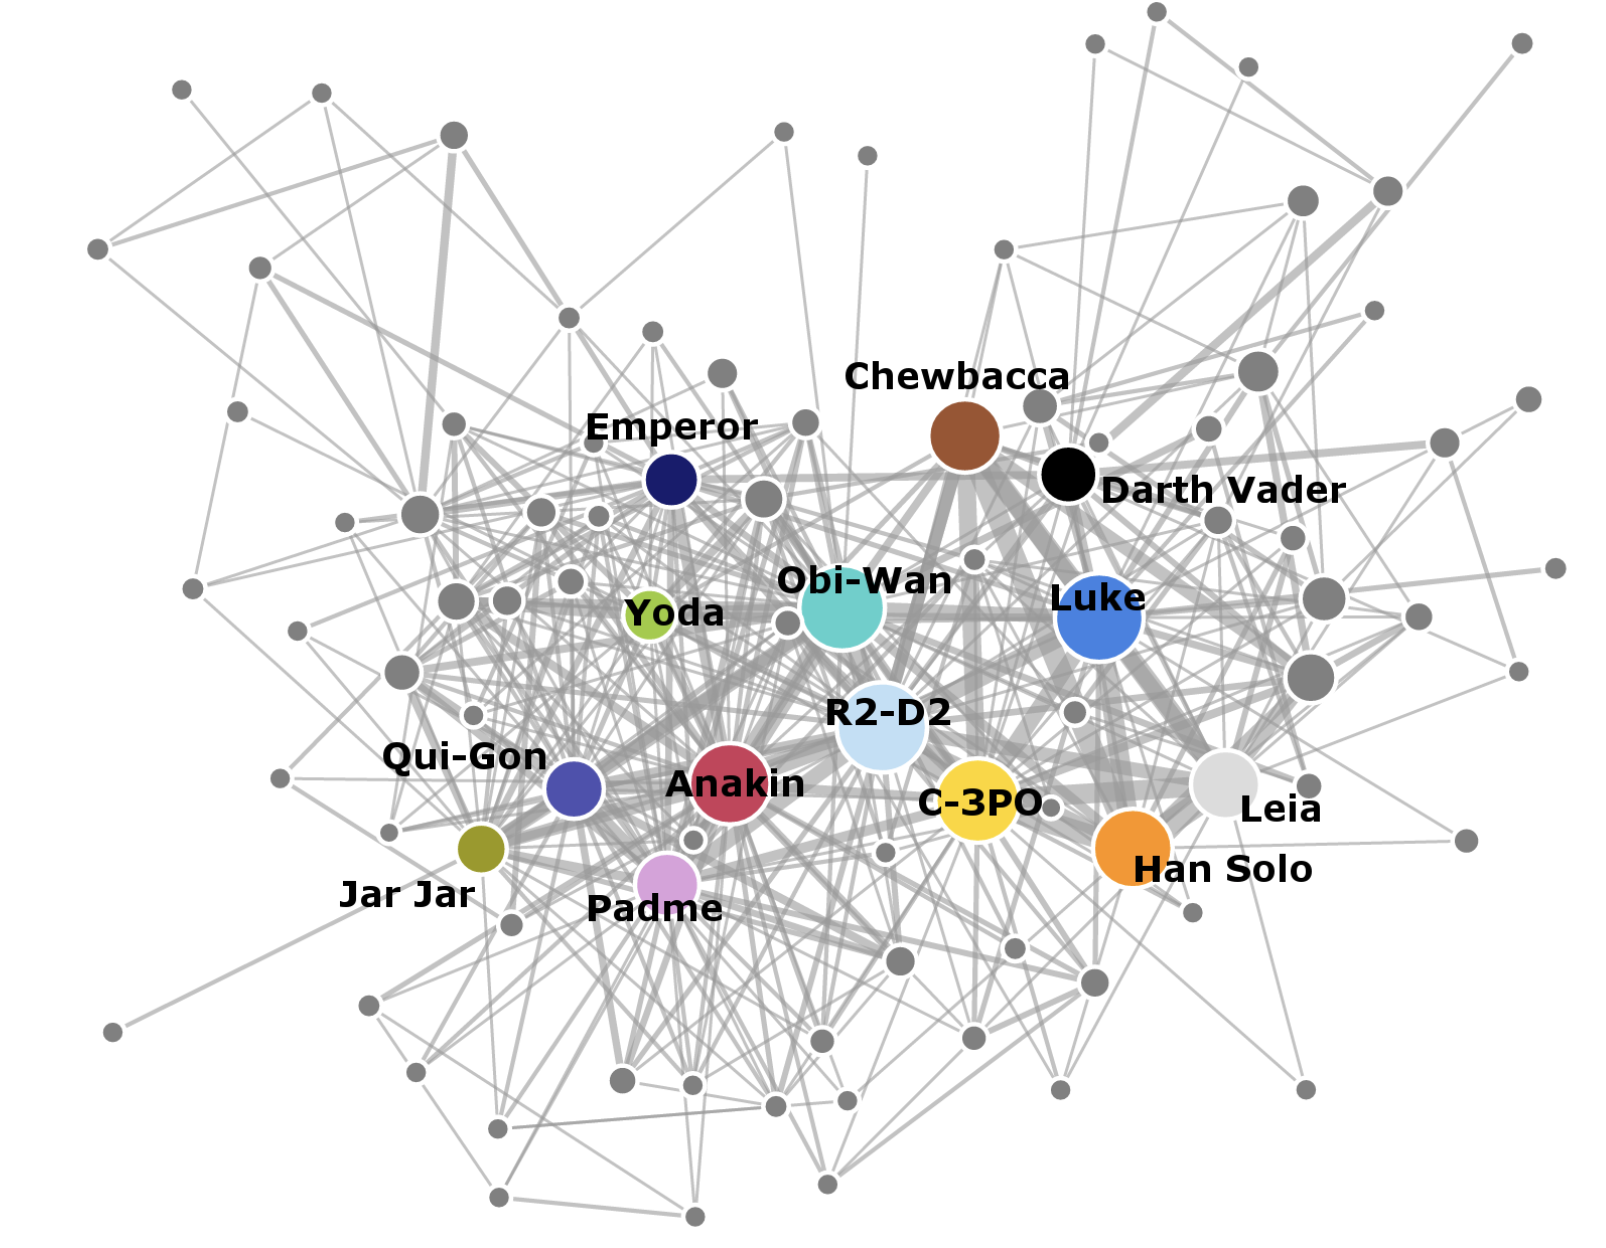 Chewbacca
Emperor
Darth Vader
Obi-Wan
Luke
Yoda
R2-D2
Qui-Gon
Anakin
C-3PO
Leia
Han Solo
Jar Jar
Padme